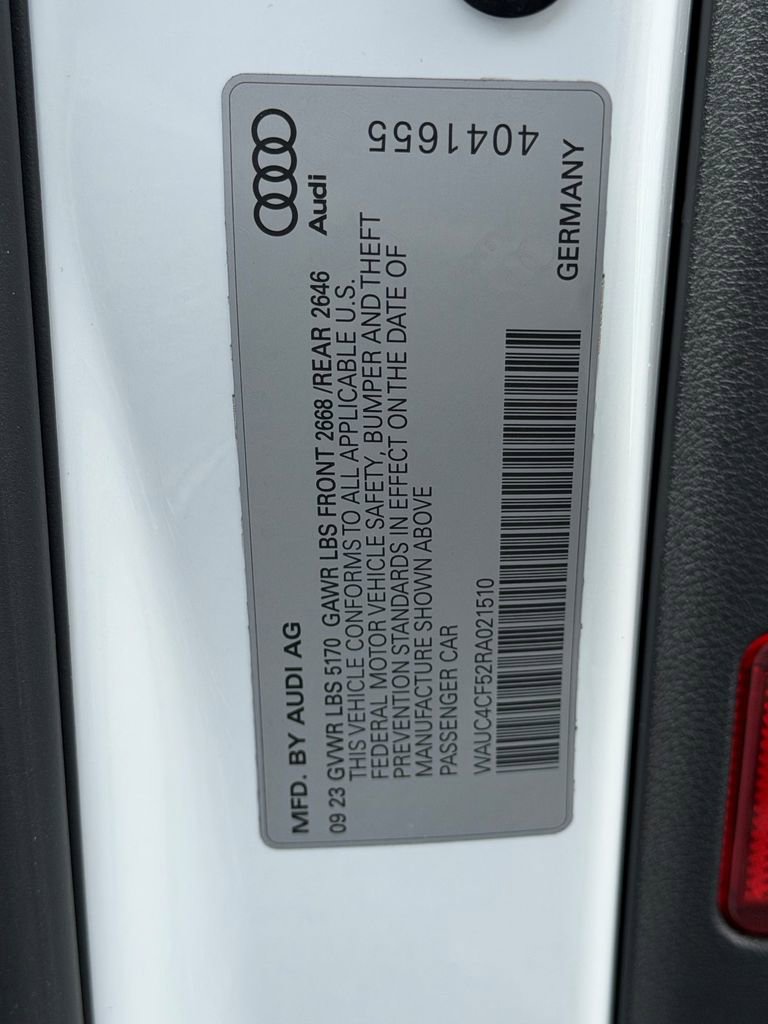 MFD. BY AUDI AG
Audi
09 23 GVWR LBS 5170 GAWR LBS FRONT 2668 /REAR 2646
THIS VEHICLE CONFORMS TO ALL APPLICABLE U.S.
FEDERAL MOTOR VEHICLE SAFETY, BUMPER AND THEFT
PREVENTION STANDARDS IN EFFECT ON THE DATE OF
MANUFACTURE SHOWN ABOVE
PASSENGER CAR
4041655
WAUC4CF52RA021510
GERMANY